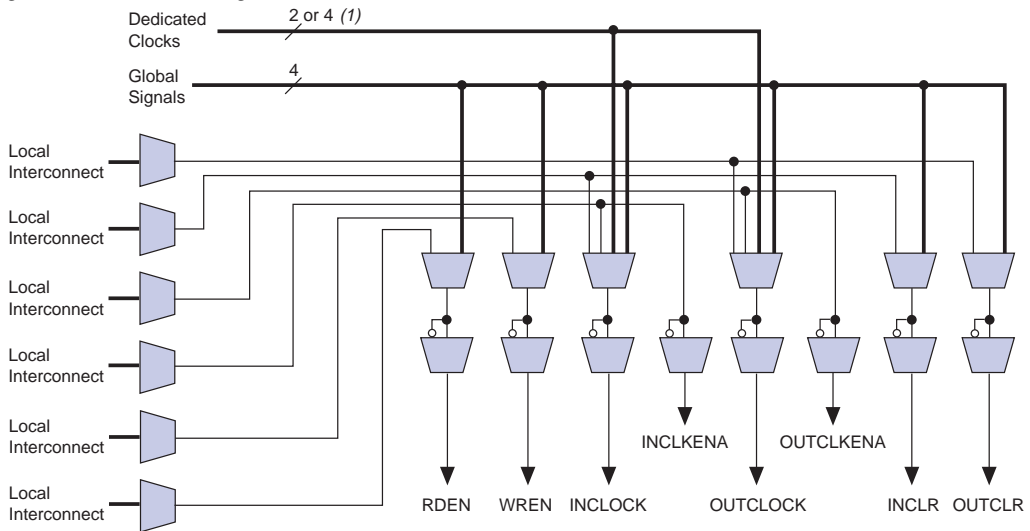 Dedicated
Clocks
2 or 4 (1)
Global
Signals
4
Local
Interconnect
Local
Interconnect
Local
Interconnect
Local
Interconnect
Local
Interconnect
Local
Interconnect
INCLKENA
OUTCLKENA
RDEN
WREN
INCLOCK
OUTCLOCK
INCLR
OUTCLR